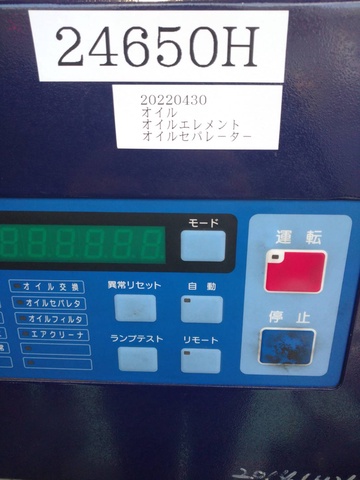 24650H
20220430
オイル
オイルエレメント
オイルセパレーター
モード
運転
異常リセット
自動
オイル交換
オイルセパレタ
オイルフィルタ
エアクリーナ
停止
ランプテスト
リモート